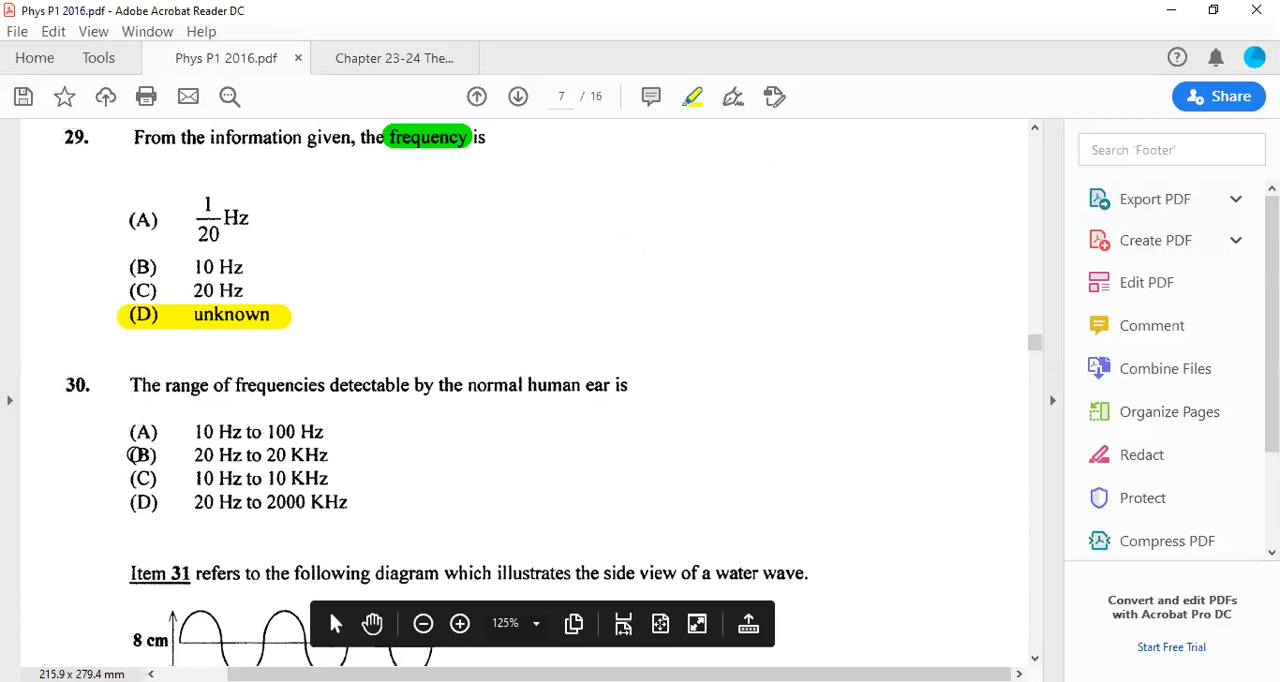 Phys P1 2016.pdf - Adobe Acrobat Reader DC
File Edit View Window Help
Home Tools Phys P1 2016.pdf × Chapter 23-24 The...
7 / 16
Share
29. From the information given, the frequency is
(A) 1/20 Hz
(B) 10 Hz
(C) 20 Hz
(D) unknown
30. The range of frequencies detectable by the normal human ear is
(A) 10 Hz to 100 Hz
(B) 20 Hz to 20 KHz
(C) 10 Hz to 10 KHz
(D) 20 Hz to 2000 KHz
Item 31 refers to the following diagram which illustrates the side view of a water wave.
8 cm
125%
215.9 x 279.4 mm
Search 'Footer'
Export PDF
Create PDF
Edit PDF
Comment
Combine Files
Organize Pages
Redact
Protect
Compress PDF
Convert and edit PDFs
with Acrobat Pro DC
Start Free Trial